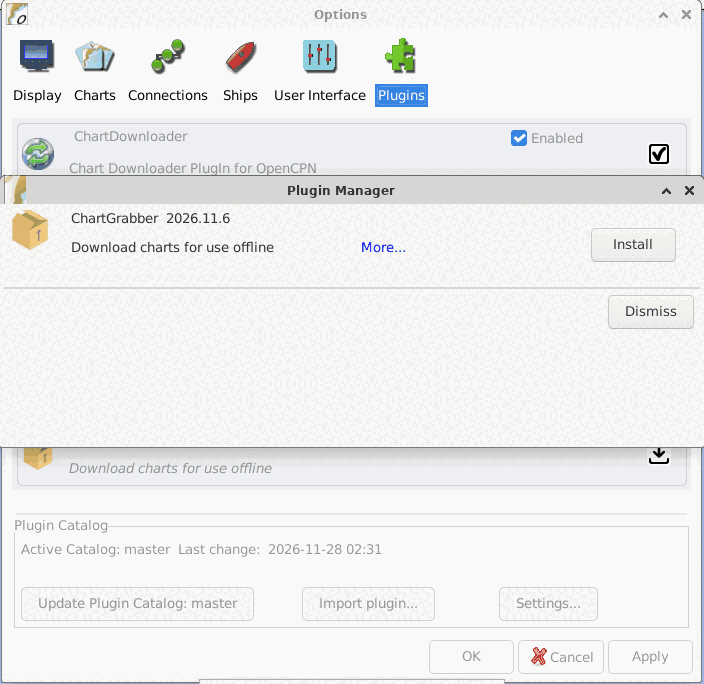 Options
Display Charts Connections Ships User Interface Plugins
ChartDownloader
Enabled
Chart Downloader PlugIn for OpenCPN
Plugin Manager
ChartGrabber 2026.11.6
Download charts for use offline More...
Install
Dismiss
Download charts for use offline
Plugin Catalog
Active Catalog: master Last change: 2026-11-28 02:31
Update Plugin Catalog: master Import plugin... Settings...
OK Cancel Apply